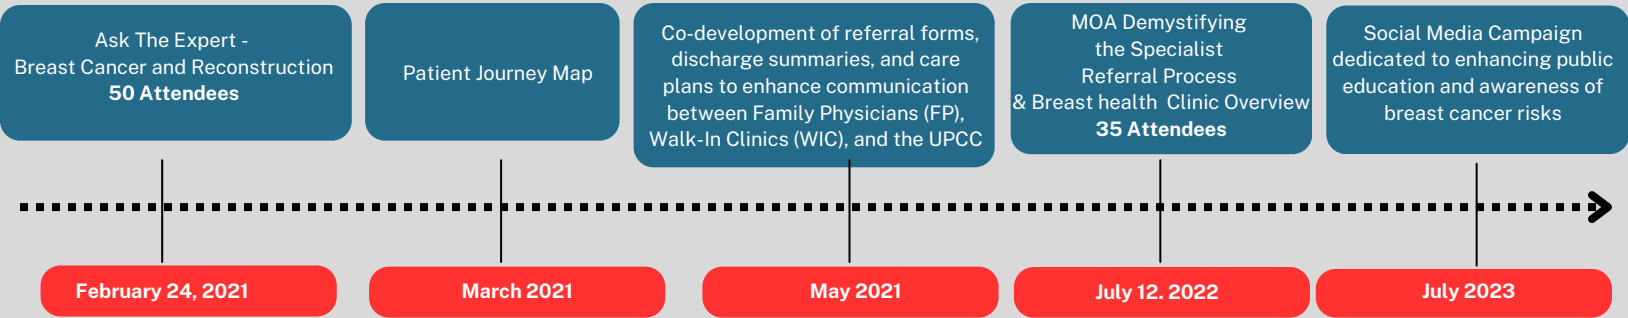 Ask The Expert -
Breast Cancer and Reconstruction
50 Attendees
Patient Journey Map
Co-development of referral forms,
discharge summaries, and care
plans to enhance communication
between Family Physicians (FP),
Walk-In Clinics (WIC), and the UPCC
MOA Demystifying
the Specialist
Referral Process
& Breast health Clinic Overview
35 Attendees
Social Media Campaign
dedicated to enhancing public
education and awareness of
breast cancer risks
February 24, 2021
March 2021
May 2021
July 12. 2022
July 2023